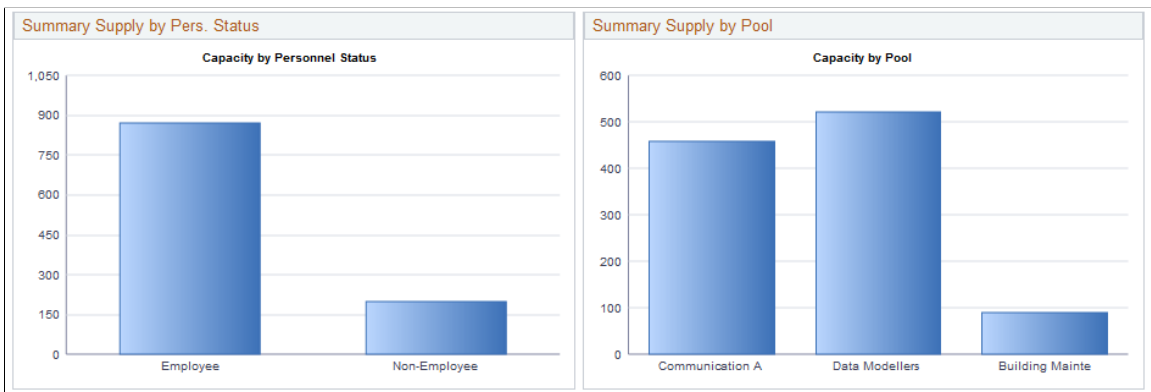 Summary Supply by Pers. Status
Capacity by Personnel Status
1,050
900
750
600
450
300
150
0
Employee
Non-Employee
Summary Supply by Pool
Capacity by Pool
600
500
400
300
200
100
0
Communication A
Data Modellers
Building Mainte